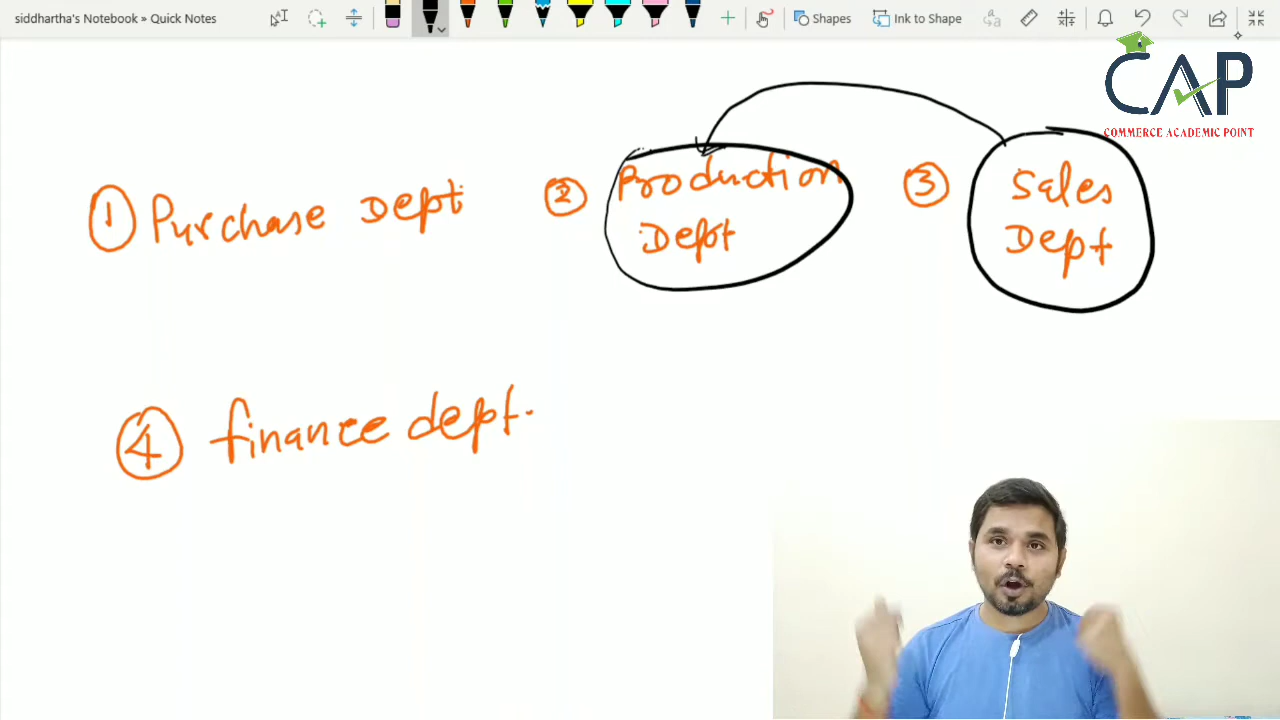 siddhartha's Notebook » Quick Notes
Shapes
Ink to Shape
CAP
COMMERCE ACADEMIC POINT
① Purchase Dept
② Production
Dept
③ Sales
Dept
④ finance dept.